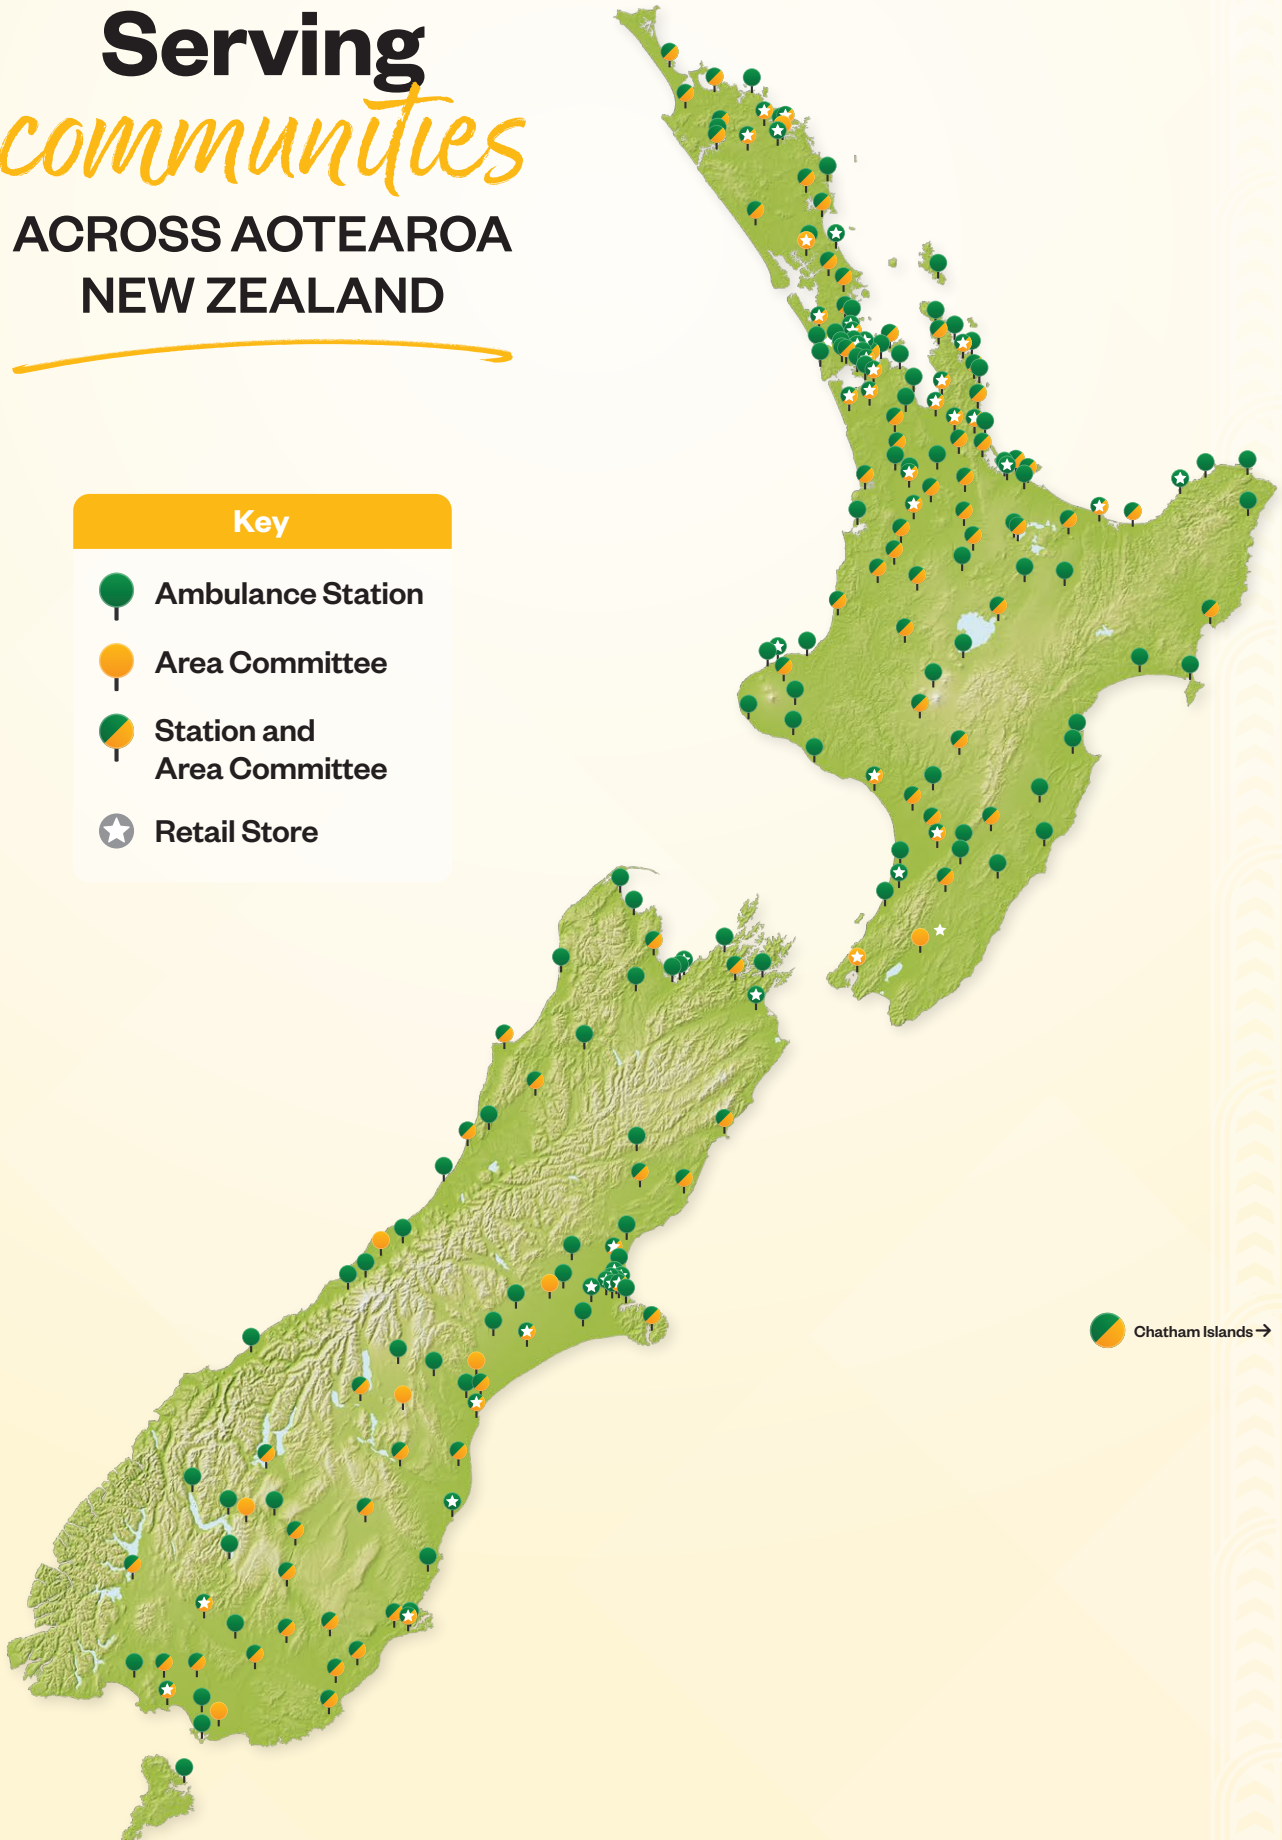 Serving
communities
ACROSS AOTEAROA
NEW ZEALAND
Key
Ambulance Station
Area Committee
Station and
Area Committee
Retail Store
Chatham Islands→